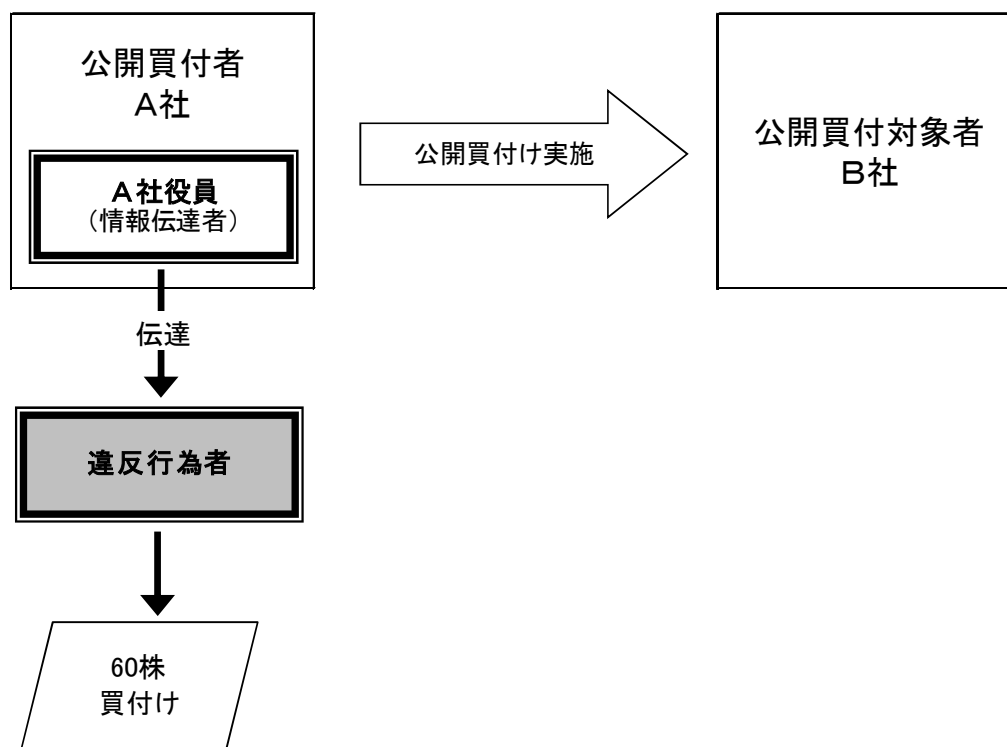 公開買付者
A社
A社役員
（情報伝達者）
公開買付け実施
公開買付対象者
B社
伝達
違反行為者
60株
買付け